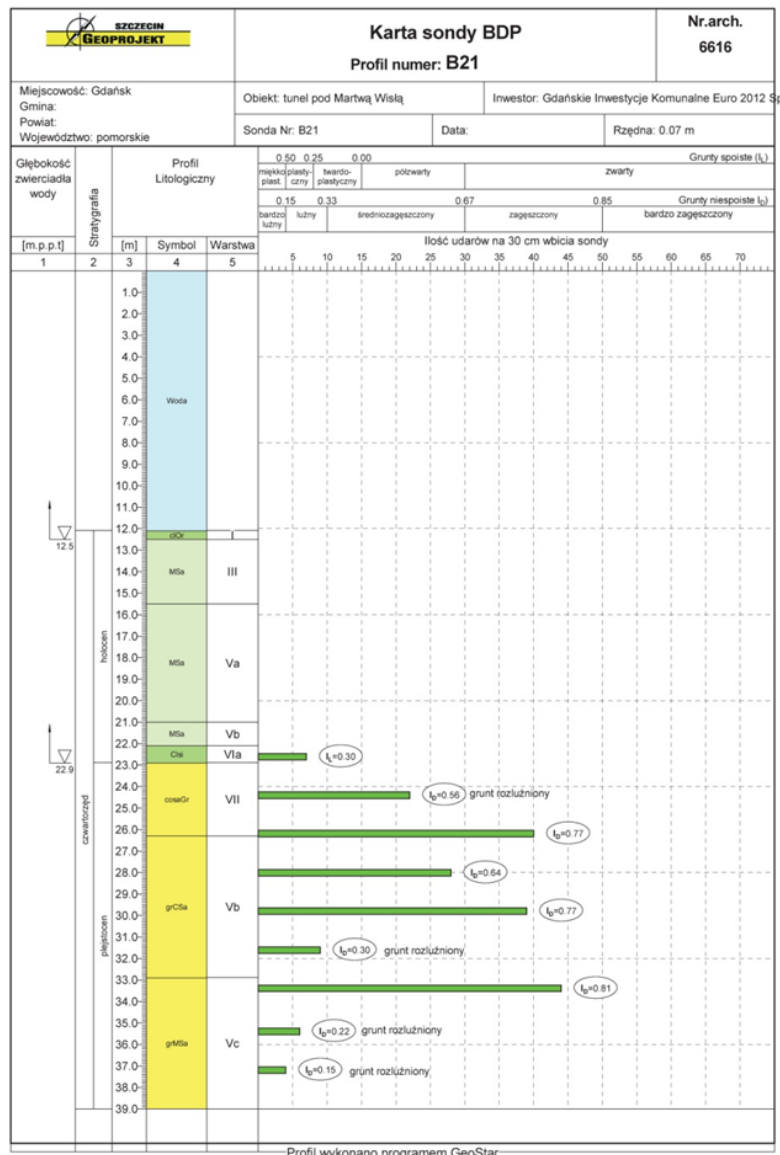 SZCZECIN
GEOPROJEKT
Karta sondy BDP
Profil numer: B21
Nr.arch.
6616
Miejscowość: Gdańsk
Gmina:
Powiat:
Województwo: pomorskie
Obiekt: tunel pod Martwą Wisłą
Inwestor: Gdańskie Inwestycje Komunalne Euro 2012 Sp
Sonda Nr: B21
Data:
Rzędna: 0.07 m
Głębokość
zwierciadła
wody
[m.p.p.t]
Stratygrafia
Profil
Litologiczny
[m]
Symbol
Warstwa
0.50 0.25 0.00 Grunty spoiste (IL)
miękko
plast.
plasty-
czny
twardo-
plastyczny
półzwarty
zwarty
0.15 0.33 0.67 0.85 Grunty niespoiste ID)
bardzo
luźny
luźny
średniozagęszczony
zagęszczony
bardzo zagęszczony
Ilość udarów na 30 cm wbicia sondy
1 2 3 4 5
5 10 15 20 25 30 35 40 45 50 55 60 65 70
1.0
2.0
3.0
4.0
5.0
6.0 Woda
7.0
8.0
9.0
10.0
11.0
12.0
clOr I
12.5
13.0
14.0 MSa III
15.0
16.0
17.0
holocen
18.0 MSa Va
19.0
20.0
21.0
MSa Vb
22.0
ClSi VIa IL=0.30
22.9
23.0
24.0
cosaGr VII ID=0.56 grunt rozluźniony
25.0
czwartorzęd
26.0 ID=0.77
27.0
28.0 ID=0.64
29.0
grCSa Vb
30.0 ID=0.77
31.0
plejstocen
ID=0.30 grunt rozluźniony
32.0
33.0
ID=0.81
34.0
35.0 ID=0.22 grunt rozluźniony
36.0 grMSa Vc
37.0 ID=0.15 grunt rozluźniony
38.0
39.0
Profil wykonano programem GeoStar